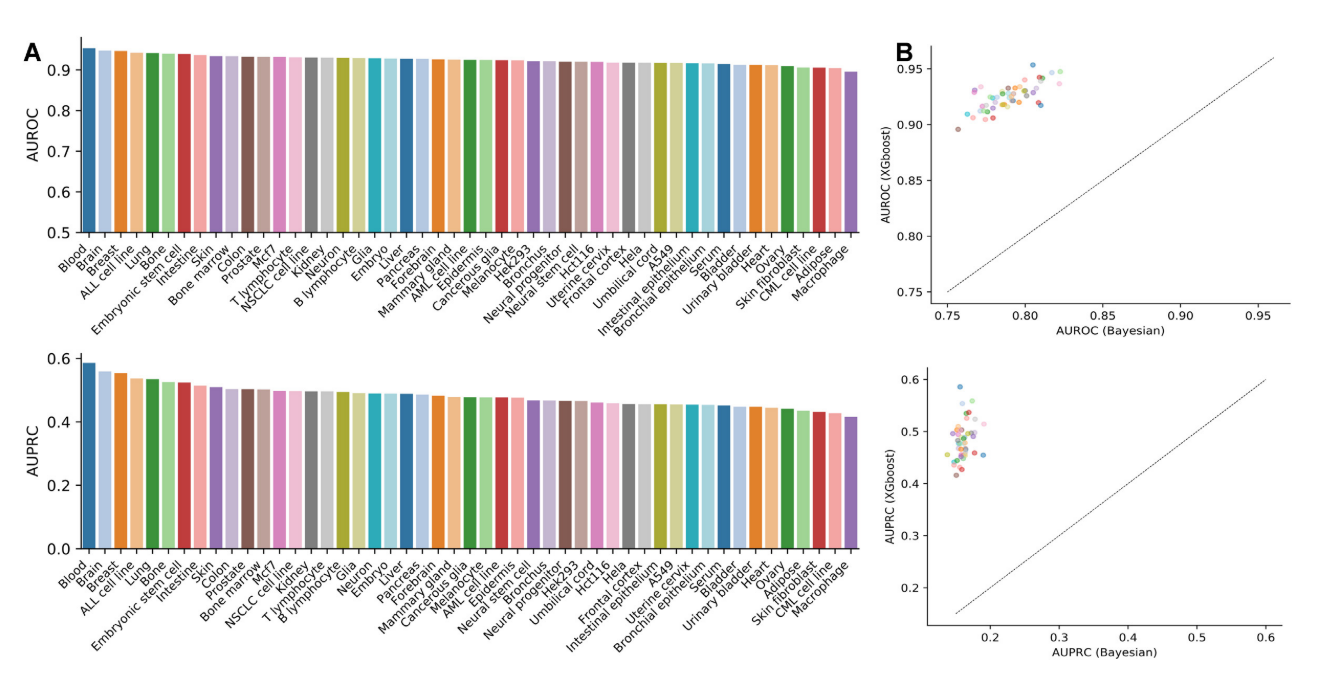 A
AUROC
0.9
0.8
0.7
0.6
0.5
Blood
Brain
Breast
ALL cell line
Lung
Bone
Embryonic stem cell
Intestine
Skin
Bone marrow
Colon
Prostate
Mcf7
T lymphocyte
NSCLC cell line
Kidney
Neuron
B lymphocyte
Glia
Embryo
Liver
Pancreas
Forebrain
Mammary gland
AML cell line
Epidermis
Cancerous glia
Melanocyte
Hek293
Bronchus
Neural progenitor
Neural stem cell
Hct116
Uterine cervix
Frontal cortex
Hela
Umbilical cord
A549
Intestinal epithelium
Bronchial epithelium
Serum
Bladder
Urinary bladder
Heart
Ovary
Skin fibroblast
CML cell line
Adipose
Macrophage
B
AUROC (XGboost)
0.95
0.90
0.85
0.80
0.75
0.75 0.80 0.85 0.90 0.95
AUROC (Bayesian)
AUPRC
0.6
0.4
0.2
0.0
Blood
Brain
Breast
ALL cell line
Lung
Bone
Embryonic stem cell
Intestine
Skin
Colon
Prostate
Bone marrow
Mcf7
NSCLC cell line
Kidney
T lymphocyte
B lymphocyte
Glia
Neuron
Embryo
Liver
Pancreas
Forebrain
Mammary gland
Cancerous glia
Melanocyte
AML cell line
Epidermis
Neural stem cell
Bronchus
Neural progenitor
Hek293
Umbilical cord
Hct116
Hela
Frontal cortex
Intestinal epithelium
A549
Uterine cervix
Bronchial epithelium
Serum
Bladder
Urinary bladder
Heart
Ovary
Adipose
Skin fibroblast
CML cell line
Macrophage
AUPRC (XGboost)
0.6
0.5
0.4
0.3
0.2
0.2 0.3 0.4 0.5 0.6
AUPRC (Bayesian)